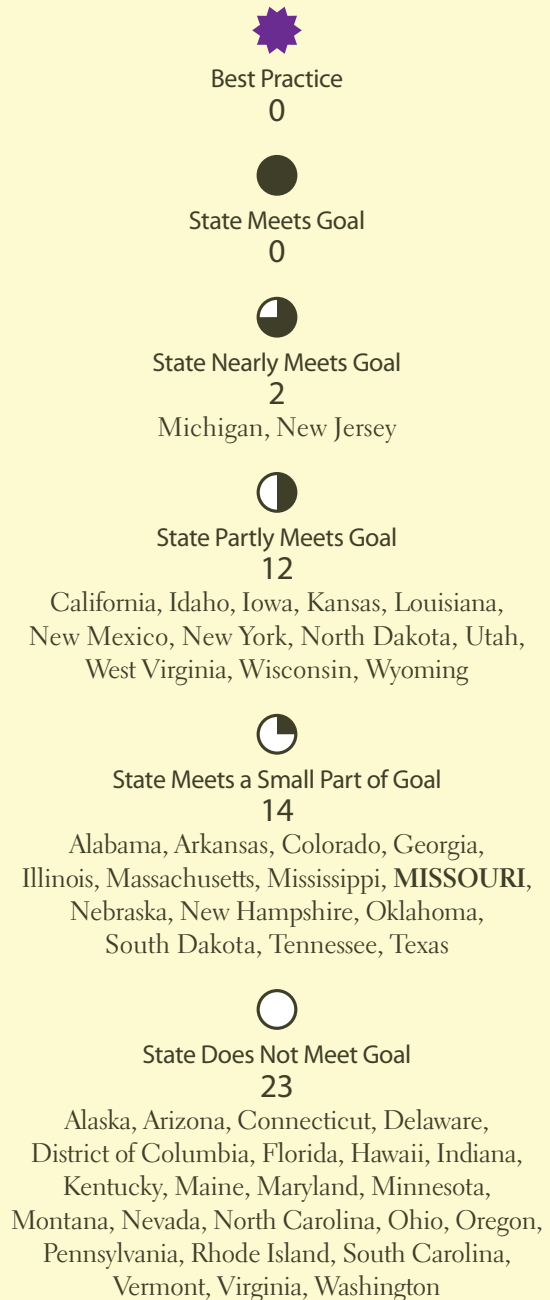 Best Practice
0
State Meets Goal
0
State Nearly Meets Goal
2
Michigan, New Jersey
State Partly Meets Goal
12
California, Idaho, Iowa, Kansas, Louisiana,
New Mexico, New York, North Dakota, Utah,
West Virginia, Wisconsin, Wyoming
State Meets a Small Part of Goal
14
Alabama, Arkansas, Colorado, Georgia,
Illinois, Massachusetts, Mississippi, MISSOURI,
Nebraska, New Hampshire, Oklahoma,
South Dakota, Tennessee, Texas
State Does Not Meet Goal
23
Alaska, Arizona, Connecticut, Delaware,
District of Columbia, Florida, Hawaii, Indiana,
Kentucky, Maine, Maryland, Minnesota,
Montana, Nevada, North Carolina, Ohio, Oregon,
Pennsylvania, Rhode Island, South Carolina,
Vermont, Virginia, Washington